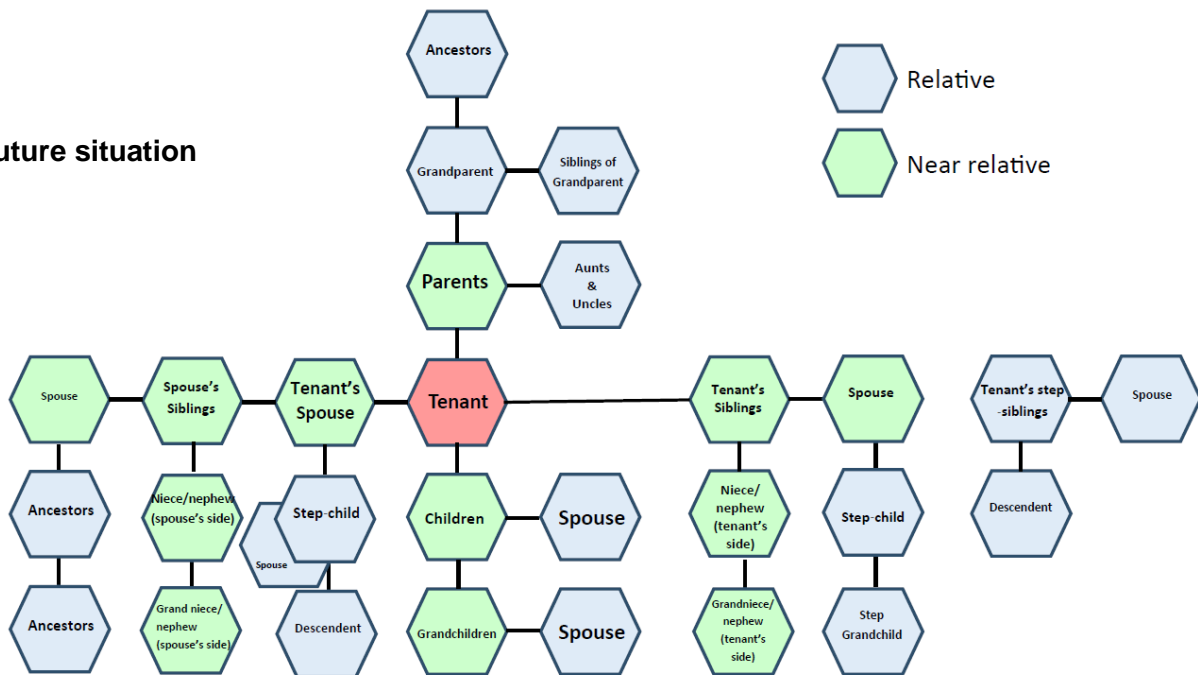 Ancestors
Relative
uture situation
Grandparent
Siblings of
Grandparent
Near relative
Parents
Aunts
&
Uncles
Spouse
Spouse's
Siblings
Tenant's
Spouse
Tenant
Tenant's
Siblings
Spouse
Tenant's step
-siblings
Spouse
Ancestors
Niece/nephew
(spouse's side)
Spouse
Step-child
Children
Spouse
Niece/
nephew
(tenant's
side)
Step-child
Descendent
Ancestors
Grand niece/
nephew
(spouse's side)
Descendent
Grandchildren
Spouse
Grandniece/
nephew
(tenant's
side)
Step
Grandchild